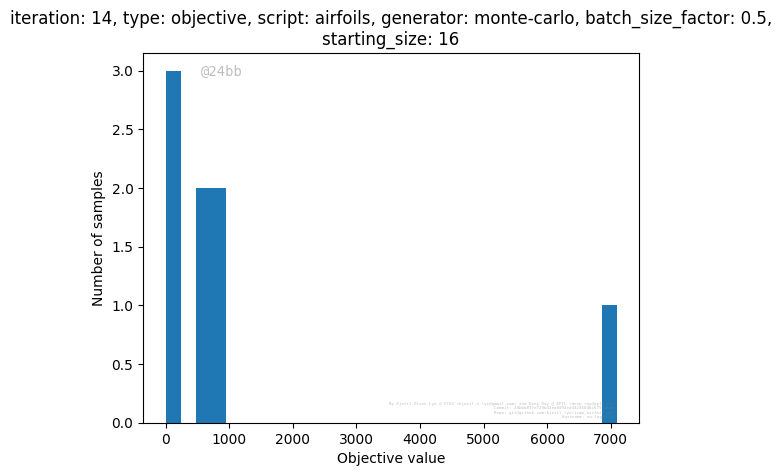 iteration: 14, type: objective, script: airfoils, generator: monte-carlo, batch_size_factor: 0.5,
starting_size: 16
@24bb
3.0
2.5
2.0
1.5
1.0
0.5
0.0
Number of samples
0 1000 2000 3000 4000 5000 6000 7000
Objective value